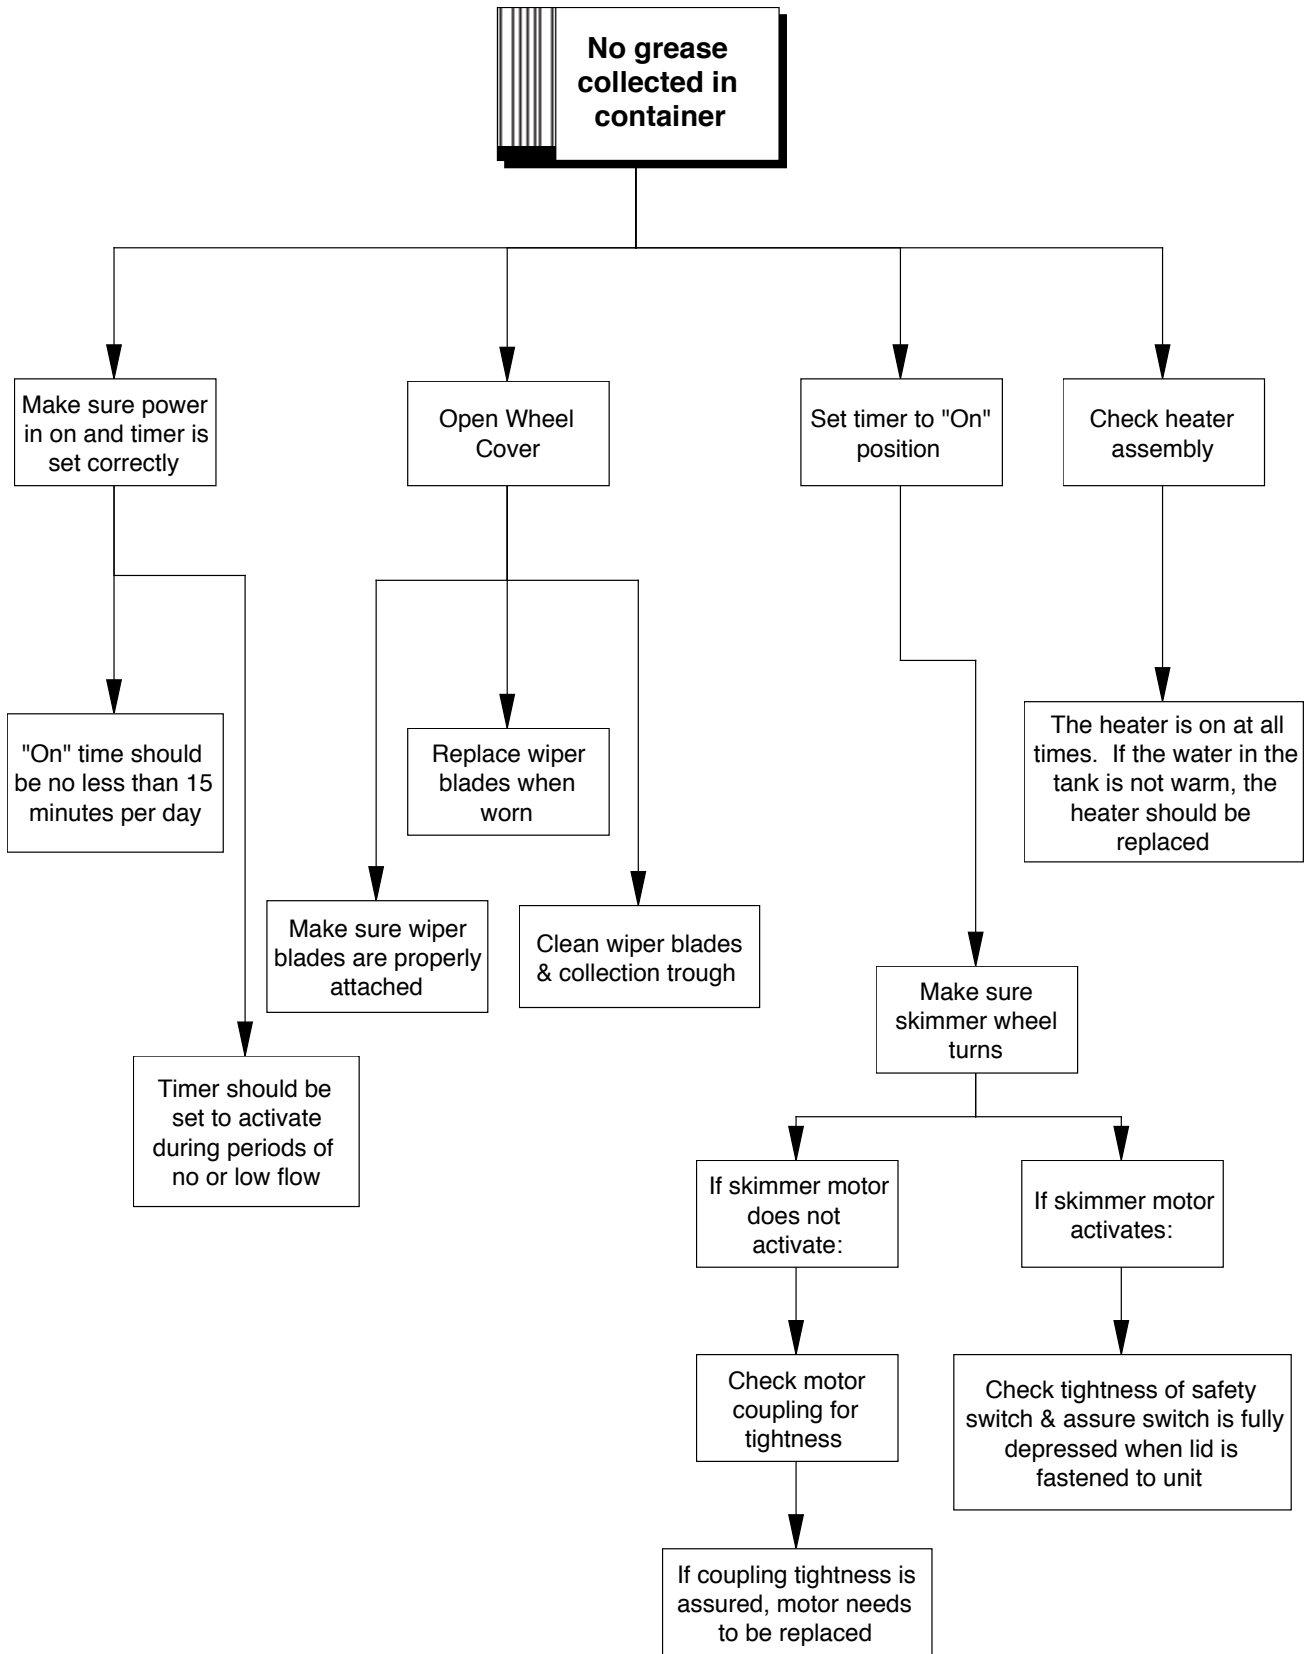 No grease
collected in
container
Make sure power
in on and timer is
set correctly
Open Wheel
Cover
Set timer to "On"
position
Check heater
assembly
"On" time should
be no less than 15
minutes per day
Replace wiper
blades when
worn
The heater is on at all
times.  If the water in the
tank is not warm, the
heater should be
replaced
Make sure wiper
blades are properly
attached
Clean wiper blades
& collection trough
Make sure
skimmer wheel
turns
Timer should be
set to activate
during periods of
no or low flow
If skimmer motor
does not
activate:
If skimmer motor
activates:
Check motor
coupling for
tightness
Check tightness of safety
switch & assure switch is fully
depressed when lid is
fastened to unit
If coupling tightness is
assured, motor needs
to be replaced